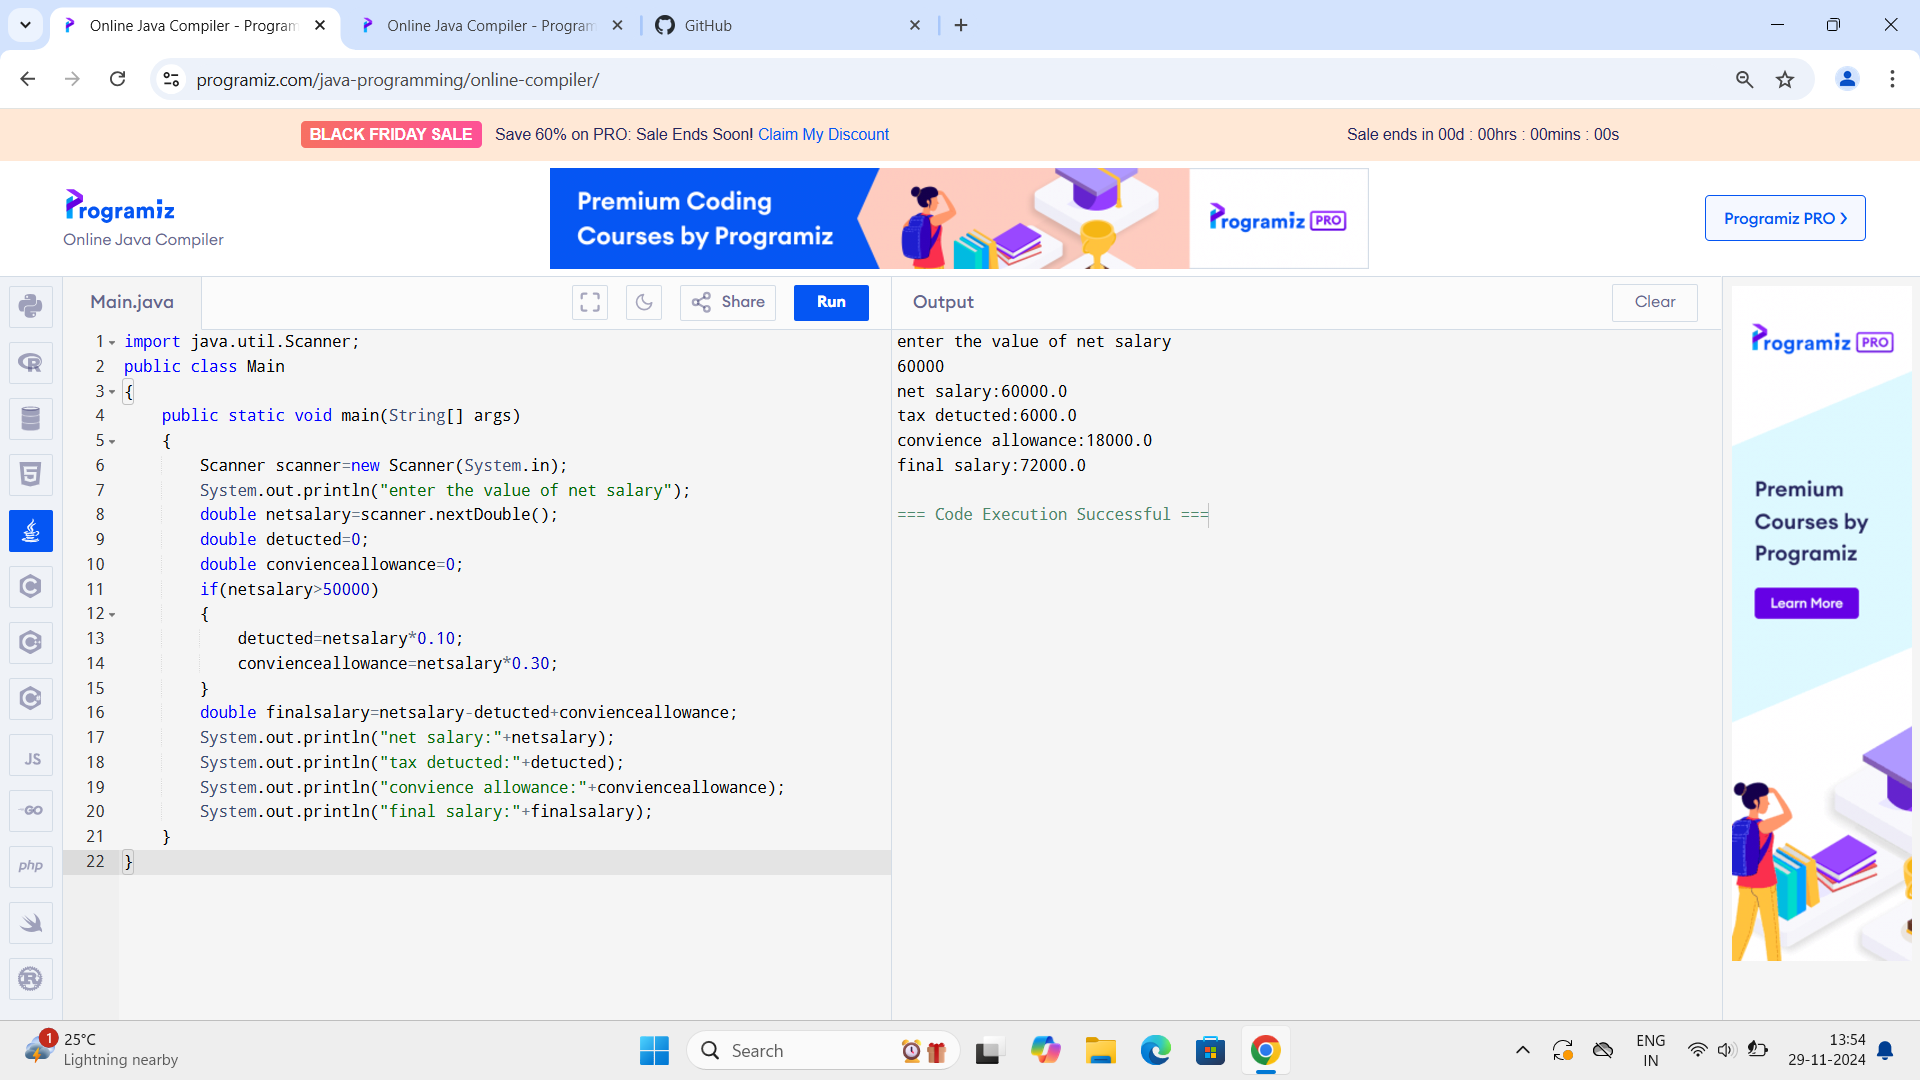 Online Java Compiler - Program
Online Java Compiler - Program
GitHub
programiz.com/java-programming/online-compiler/
BLACK FRIDAY SALE Save 60% on PRO: Sale Ends Soon! Claim My Discount
Sale ends in 00d : 00hrs : 00mins : 00s
Programiz
Online Java Compiler
Premium Coding
Courses by Programiz
Programiz PRO
Programiz PRO
Main.java
Share
Run
Output
Clear
1 import java.util.Scanner;
2 public class Main
3 {
4 public static void main(String[] args)
5 {
6 Scanner scanner=new Scanner(System.in);
7 System.out.println("enter the value of net salary");
8 double netsalary=scanner.nextDouble();
9 double detucted=0;
10 double convienceallowance=0;
11 if(netsalary>50000)
12 {
13 detucted=netsalary*0.10;
14 convienceallowance=netsalary*0.30;
15 }
16 double finalsalary=netsalary-detucted+convienceallowance;
17 System.out.println("net salary:"+netsalary);
18 System.out.println("tax detucted:"+detucted);
19 System.out.println("convience allowance:"+convienceallowance);
20 System.out.println("final salary:"+finalsalary);
21 }
22 }
enter the value of net salary
60000
net salary:60000.0
tax detucted:6000.0
convience allowance:18000.0
final salary:72000.0
=== Code Execution Successful ===
Programiz PRO
Premium
Courses by
Programiz
Learn More
JS
GO
php
1
25°C
Lightning nearby
Search
ENG
IN
13:54
29-11-2024